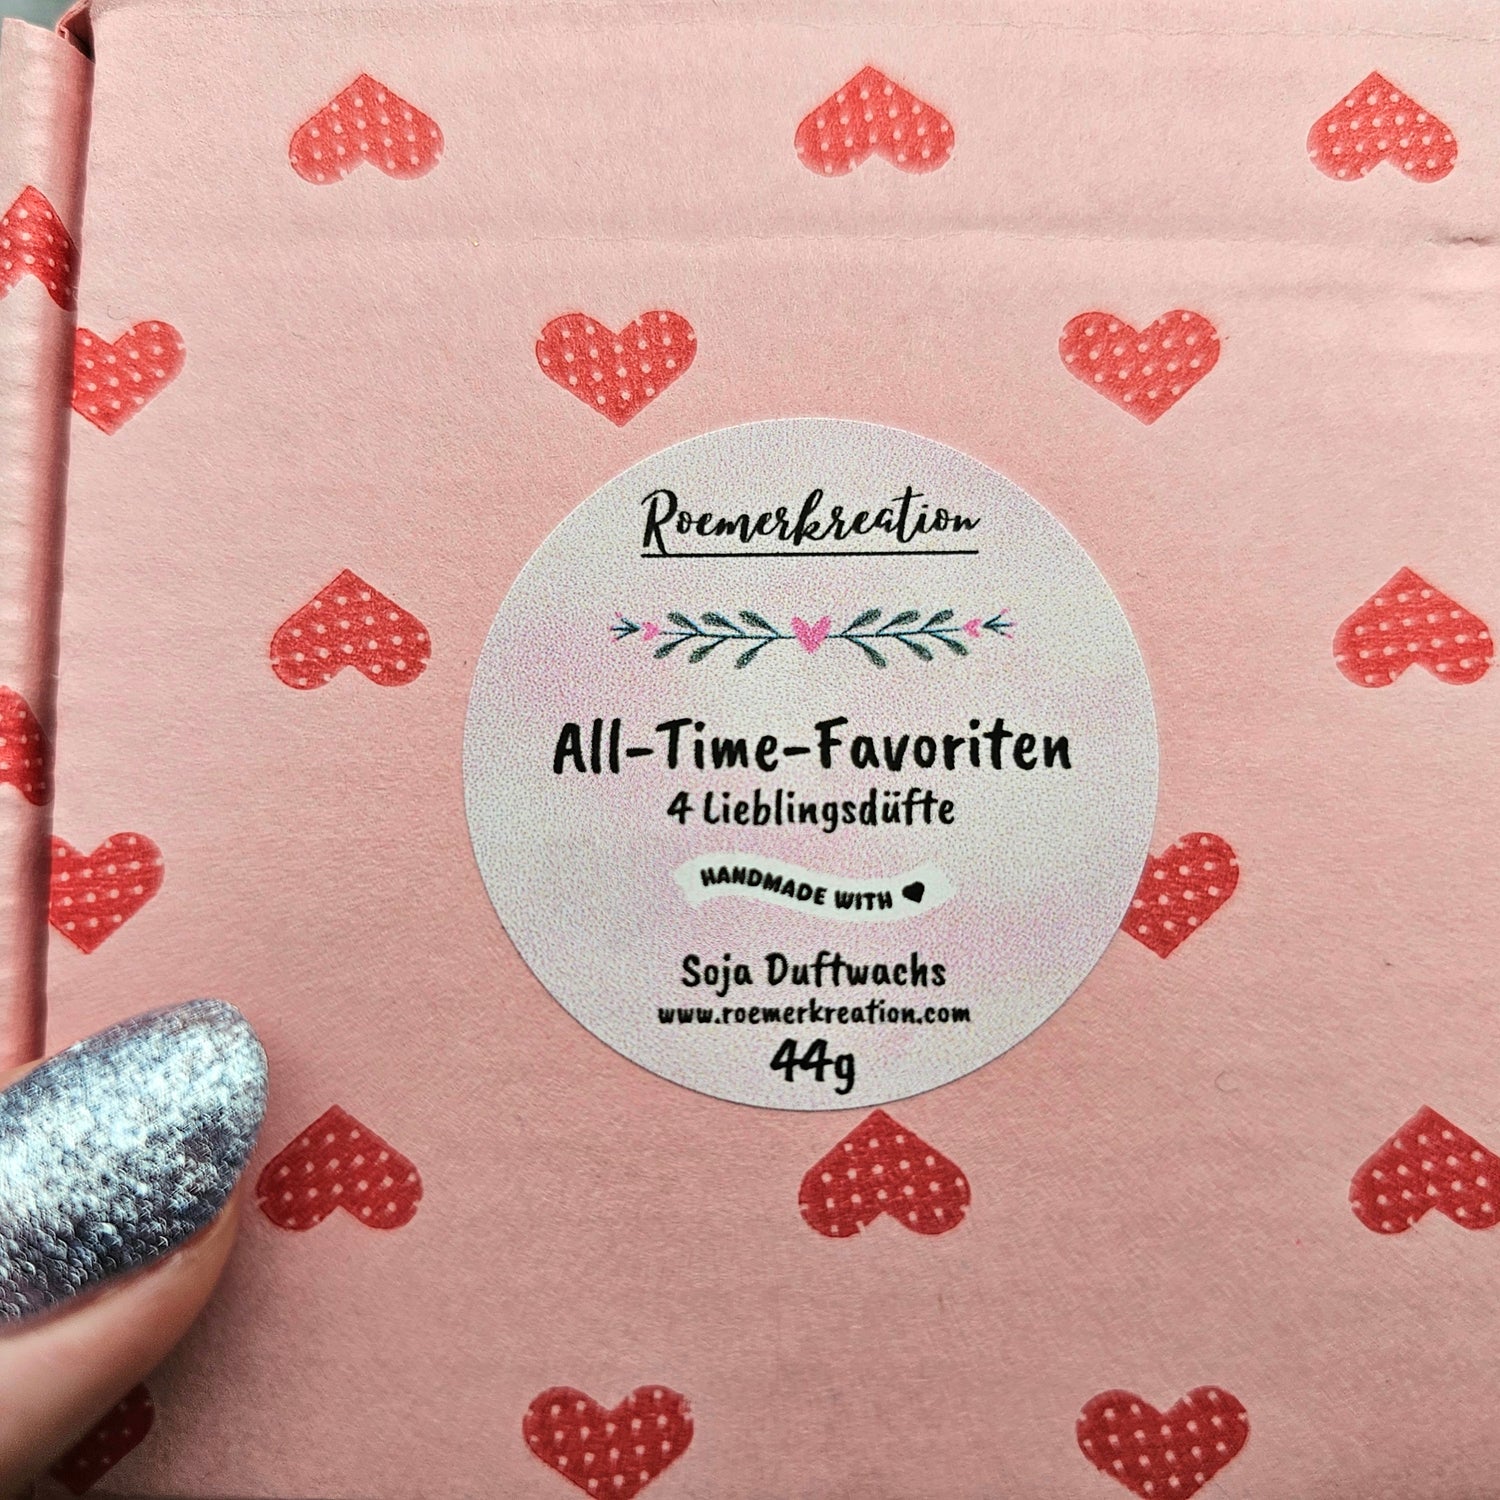 Roemerkreation
All-Time-Favoriten
4 Lieblingsdüfte
HANDMADE WITH
Soja Duftwachs
www.roemerkreation.com
44g